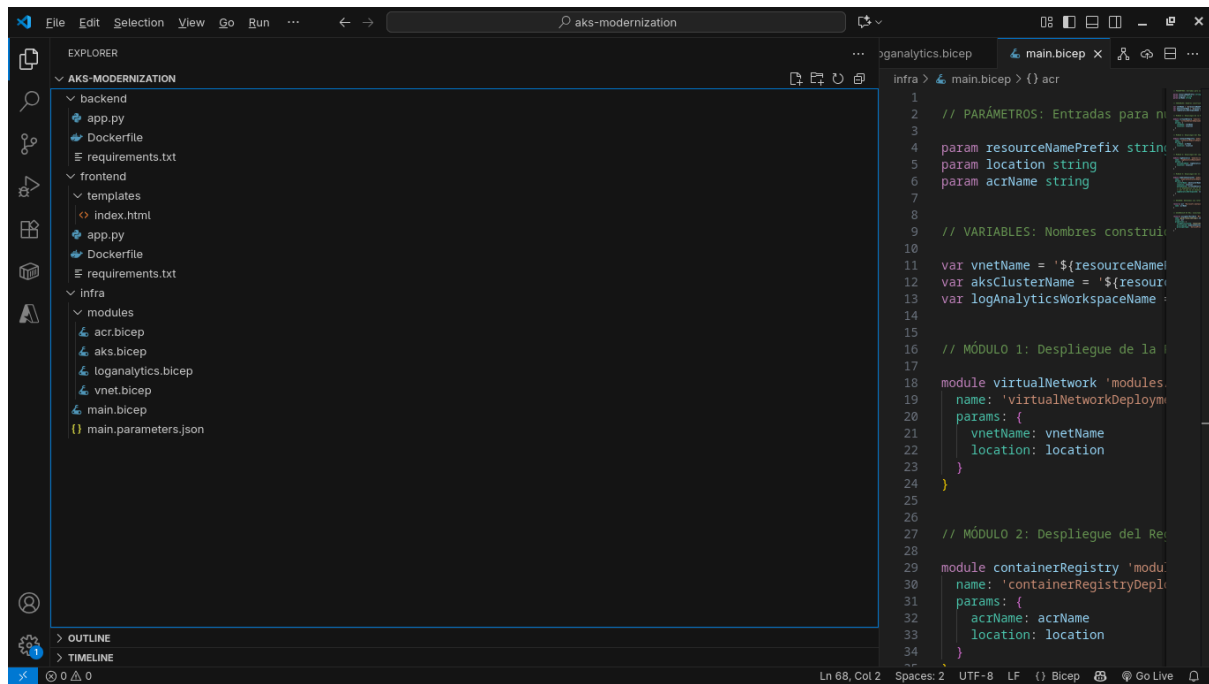 File Edit Selection View Go Run ··· aks-modernization
EXPLORER ···
AKS-MODERNIZATION
backend
app.py
Dockerfile
requirements.txt
frontend
templates
index.html
app.py
Dockerfile
requirements.txt
infra
modules
acr.bicep
aks.bicep
loganalytics.bicep
vnet.bicep
main.bicep
{} main.parameters.json
OUTLINE
TIMELINE
oganalytics.bicep main.bicep ···
infra > main.bicep > {} acr
1
2 // PARÁMETROS: Entradas para
3
4 param resourceNamePrefix string
5 param location string
6 param acrName string
7
8
9 // VARIABLES: Nombres construi
10
11 var vnetName = '${resourceName
12 var aksClusterName = '${resour
13 var logAnalyticsWorkspaceName =
14
15
16 // MÓDULO 1: Despliegue de la
17
18 module virtualNetwork 'modules.
19 name: 'virtualNetworkDeploym
20 params: {
21 vnetName: vnetName
22 location: location
23 }
24 }
25
26
27 // MÓDULO 2: Despliegue del Re
28
29 module containerRegistry 'modu
30 name: 'containerRegistryDepl
31 params: {
32 acrName: acrName
33 location: location
34 }
1
0 0 Ln 68, Col 2 Spaces: 2 UTF-8 LF {} Bicep Go Live